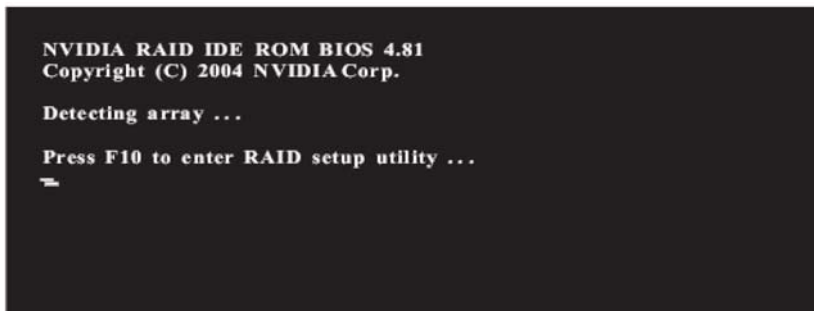 NVIDIA RAID IDE ROM BIOS 4.81
Copyright (C) 2004 NVIDIA Corp.
Detecting array ...
Press F10 to enter RAID setup utility ...